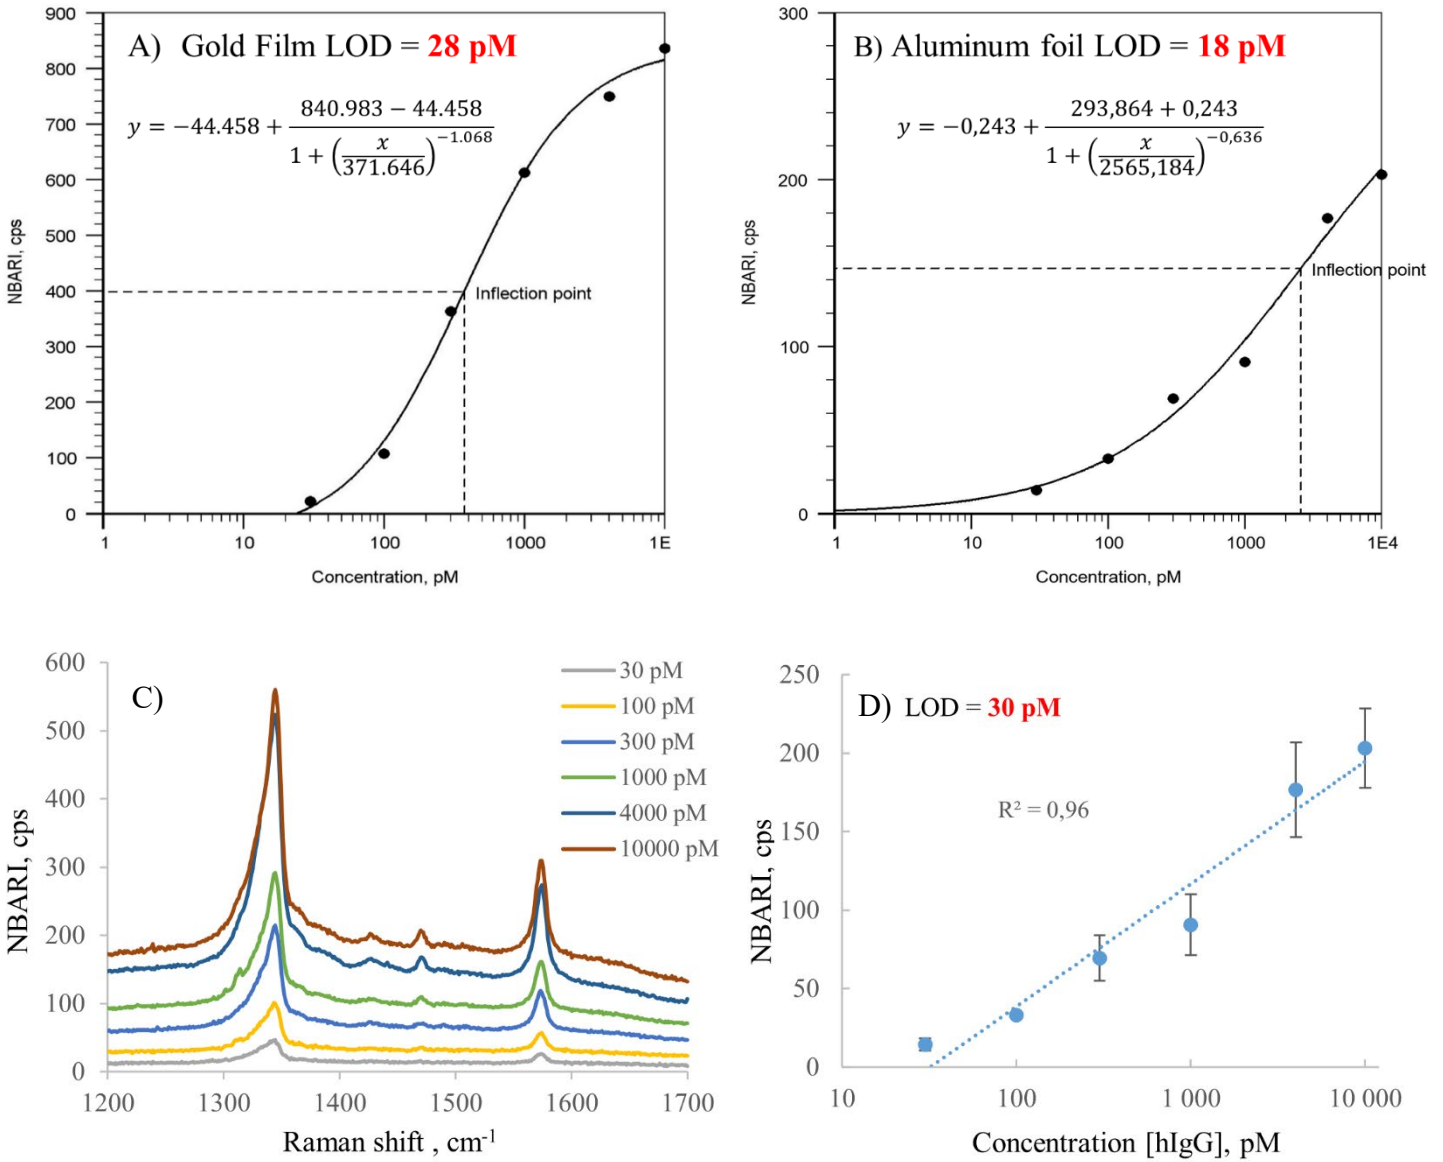 A) Gold Film LOD = 28 pM
y = −44.458 + (840.983 − 44.458) / (1 + (x / 371.646)^−1.068)
900
800
700
600
500
400
300
200
100
0
NBARI, cps
Inflection point
1 10 100 1000 1E
Concentration, pM
B) Aluminum foil LOD = 18 pM
y = −0,243 + (293,864 + 0,243) / (1 + (x / 2565,184)^−0,636)
300
200
100
0
NBARI, cps
Inflection point
1 10 100 1000 1E4
Concentration, pM
C)
600
500
400
300
200
100
0
NBARI, cps
30 pM
100 pM
300 pM
1000 pM
4000 pM
10000 pM
1200 1300 1400 1500 1600 1700
Raman shift , cm-1
D) LOD = 30 pM
R² = 0,96
250
200
150
100
50
0
NBARI, cps
10 100 1 000 10 000
Concentration [hIgG], pM